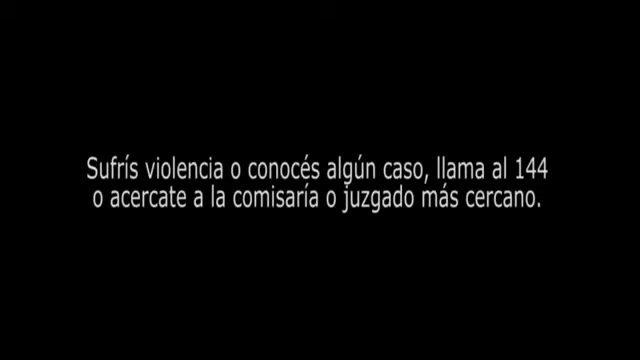 Sufrís violencia o conocés algún caso, llama al 144
o acercate a la comisaría o juzgado más cercano.